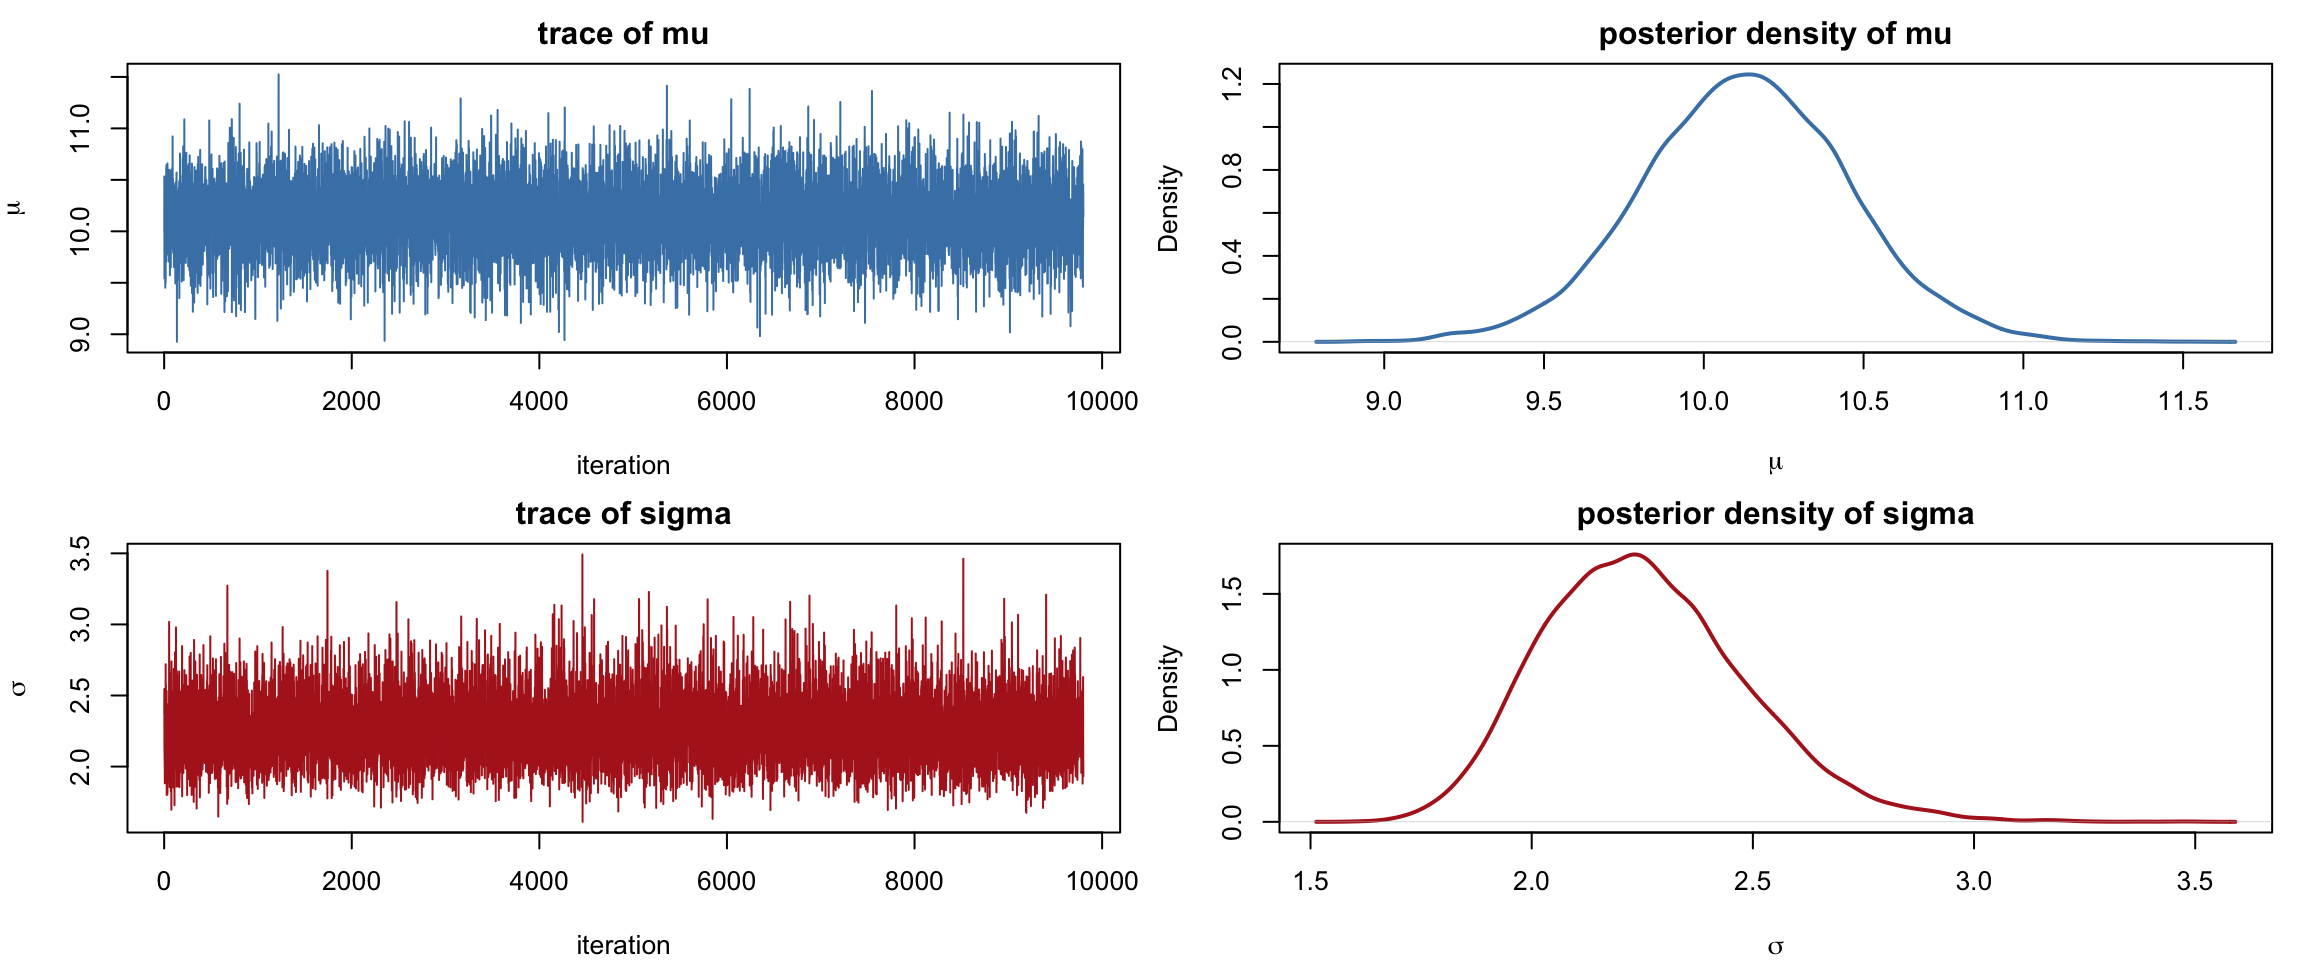 trace of mu
μ
9.0 10.0 11.0
0 2000 4000 6000 8000 10000
iteration
posterior density of mu
Density
0.0 0.4 0.8 1.2
9.0 9.5 10.0 10.5 11.0 11.5
μ
trace of sigma
σ
2.0 2.5 3.0 3.5
0 2000 4000 6000 8000 10000
iteration
posterior density of sigma
Density
0.0 0.5 1.0 1.5
1.5 2.0 2.5 3.0 3.5
σ